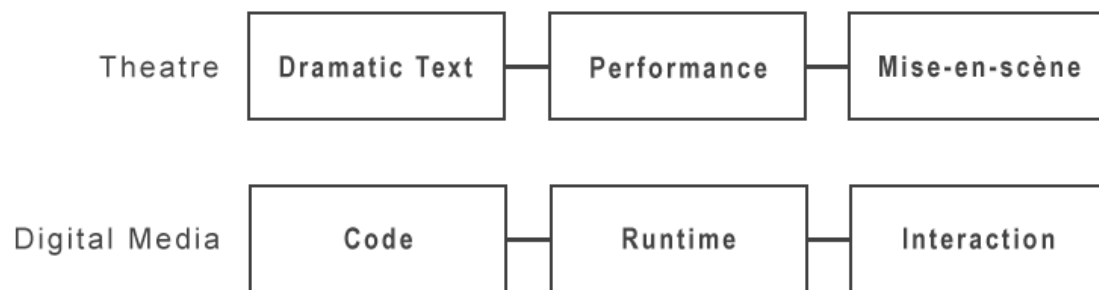 Theatre Dramatic Text Performance Mise-en-scène
Digital Media Code Runtime Interaction